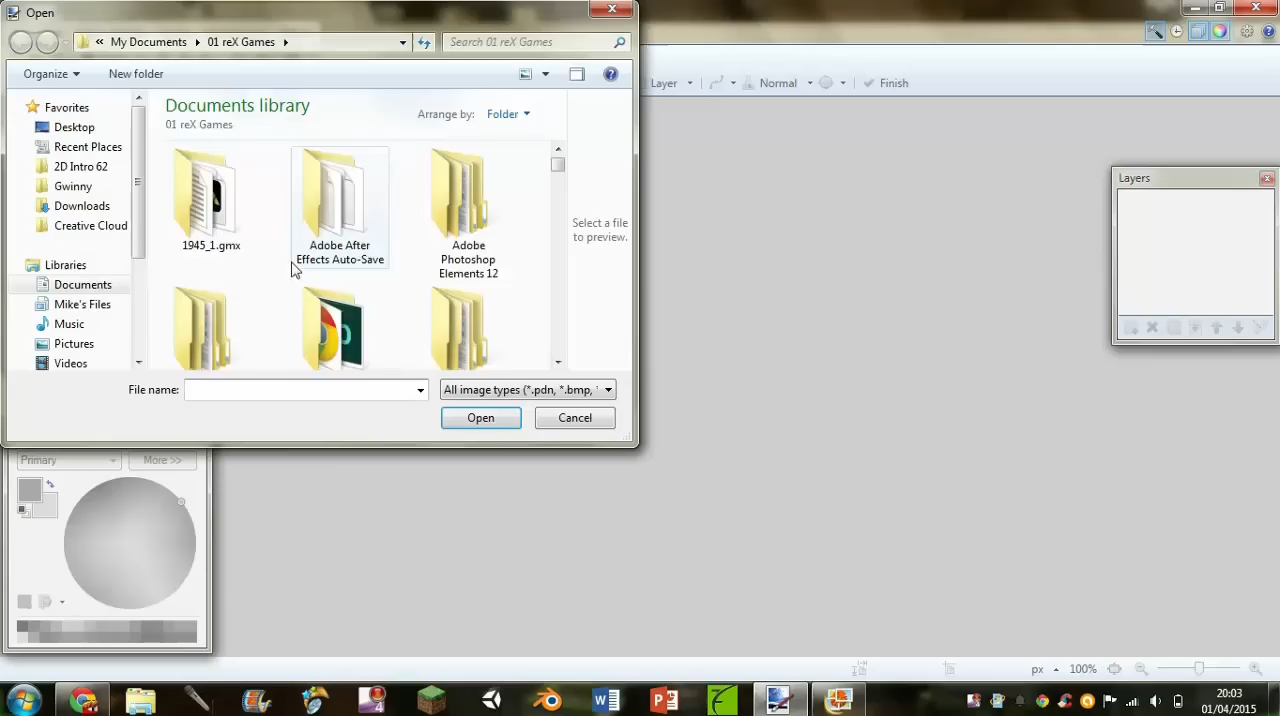 Open
« My Documents 01 reX Games Search 01 reX Games
Organize New folder
Favorites
Desktop
Recent Places
2D Intro 62
Gwinny
Downloads
Creative Cloud
Libraries
Documents
Mike's Files
Music
Pictures
Videos
Documents library
01 reX Games
Arrange by: Folder
1945_1.gmx
Adobe After
Effects Auto-Save
Adobe
Photoshop
Elements 12
Select a file
to preview.
File name: All image types (*.pdn, *.bmp,
Open Cancel
Layer Normal Finish
Layers
Primary More >>
px 100%
20:03
01/04/2015